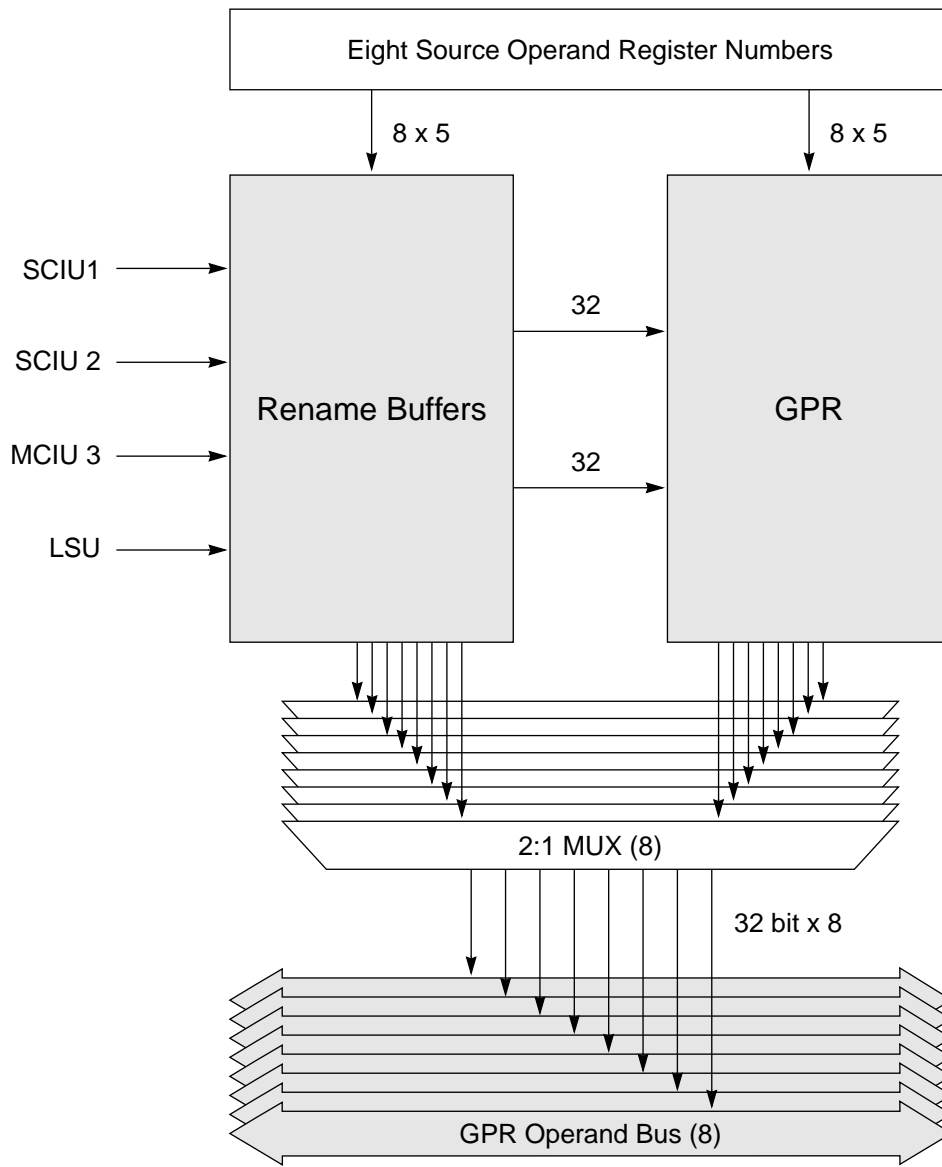 Eight Source Operand Register Numbers
8 x 5
8 x 5
SCIU1
32
SCIU 2
Rename Buffers
GPR
MCIU 3
32
LSU
2:1 MUX (8)
32 bit x 8
GPR Operand Bus (8)